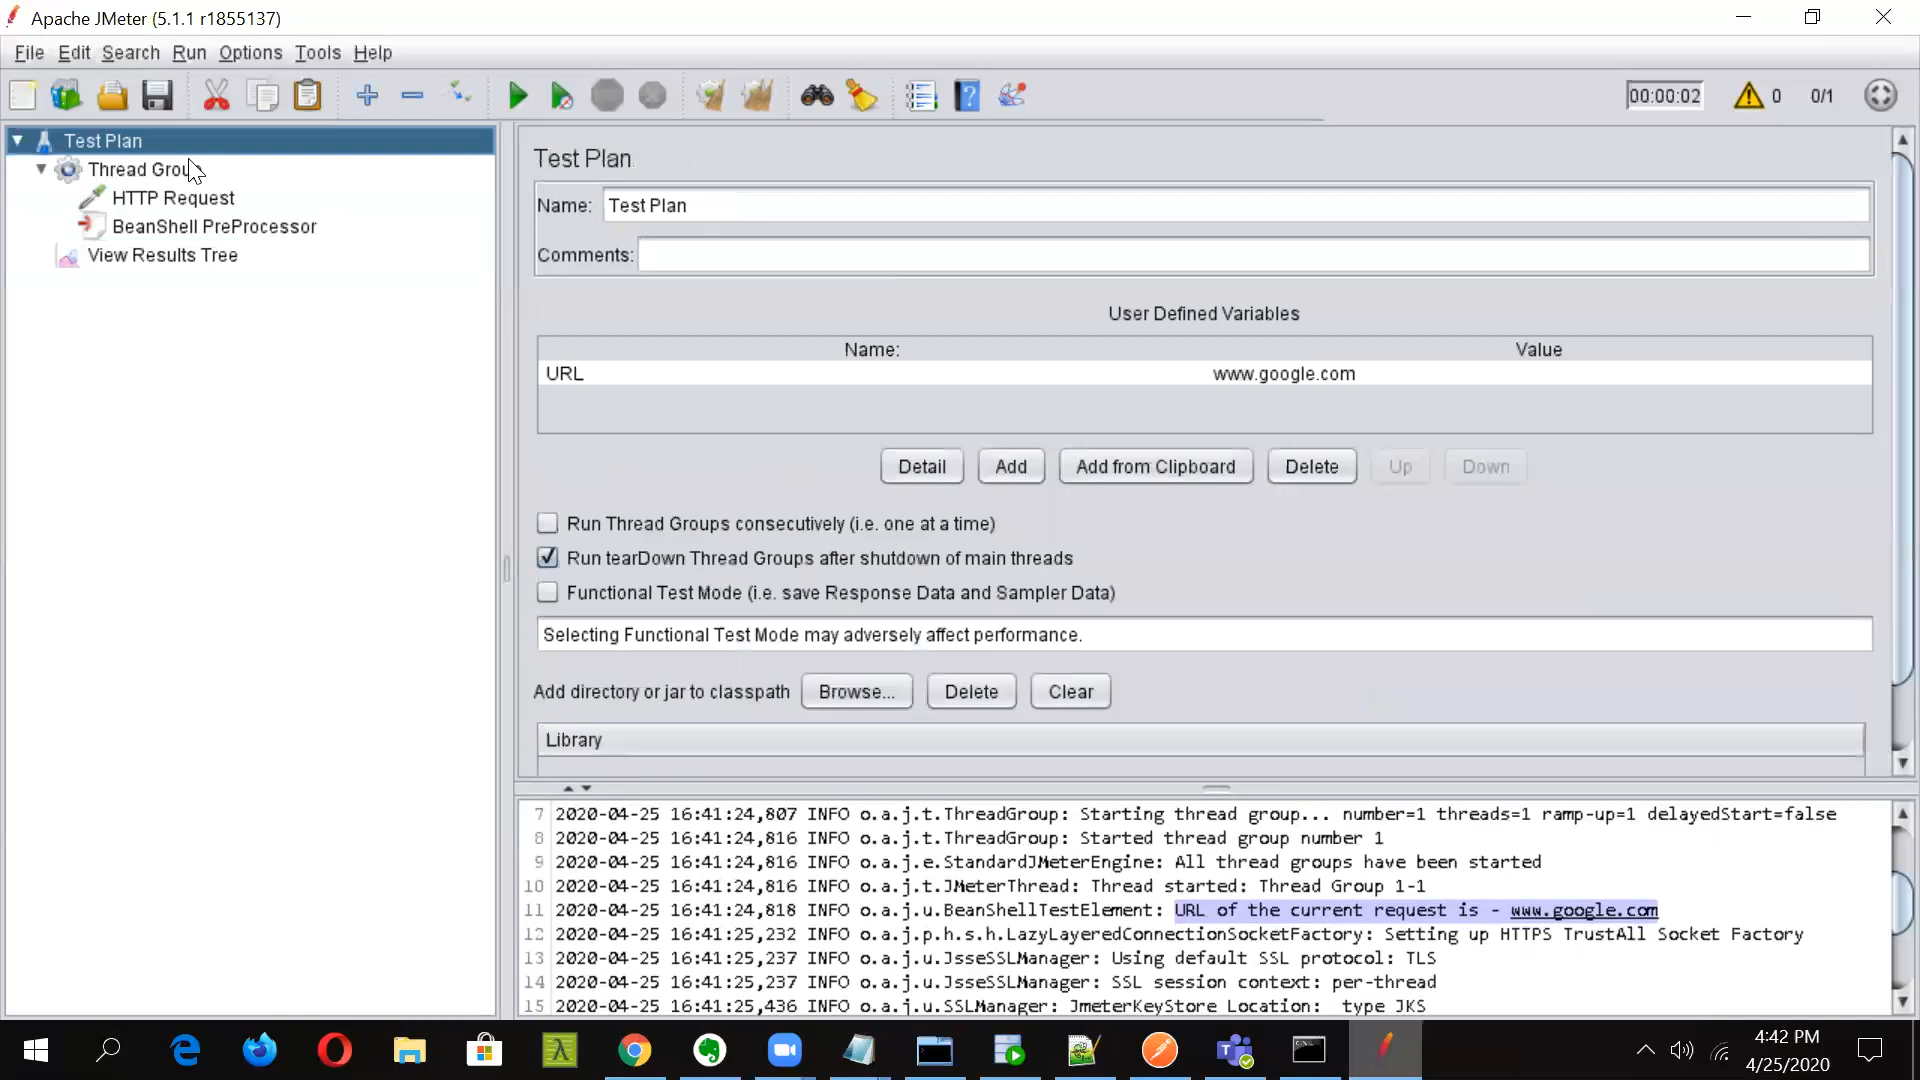 Apache JMeter (5.1.1 r1855137)
File Edit Search Run Options Tools Help
00:00:02 0 0/1
Test Plan
Thread Grou
HTTP Request
BeanShell PreProcessor
View Results Tree
Test Plan
Name: Test Plan
Comments:
User Defined Variables
Name: Value
URL www.google.com
Detail Add Add from Clipboard Delete Up Down
Run Thread Groups consecutively (i.e. one at a time)
Run tearDown Thread Groups after shutdown of main threads
Functional Test Mode (i.e. save Response Data and Sampler Data)
Selecting Functional Test Mode may adversely affect performance.
Add directory or jar to classpath Browse... Delete Clear
Library
7 2020-04-25 16:41:24,807 INFO o.a.j.t.ThreadGroup: Starting thread group... number=1 threads=1 ramp-up=1 delayedStart=false
8 2020-04-25 16:41:24,816 INFO o.a.j.t.ThreadGroup: Started thread group number 1
9 2020-04-25 16:41:24,816 INFO o.a.j.e.StandardJMeterEngine: All thread groups have been started
10 2020-04-25 16:41:24,816 INFO o.a.j.t.JMeterThread: Thread started: Thread Group 1-1
11 2020-04-25 16:41:24,818 INFO o.a.j.u.BeanShellTestElement: URL of the current request is - www.google.com
12 2020-04-25 16:41:25,232 INFO o.a.j.p.h.s.h.LazyLayeredConnectionSocketFactory: Setting up HTTPS TrustAll Socket Factory
13 2020-04-25 16:41:25,237 INFO o.a.j.u.JsseSSLManager: Using default SSL protocol: TLS
14 2020-04-25 16:41:25,237 INFO o.a.j.u.JsseSSLManager: SSL session context: per-thread
15 2020-04-25 16:41:25,436 INFO o.a.j.u.SSLManager: JmeterKeyStore Location: type JKS
4:42 PM
4/25/2020